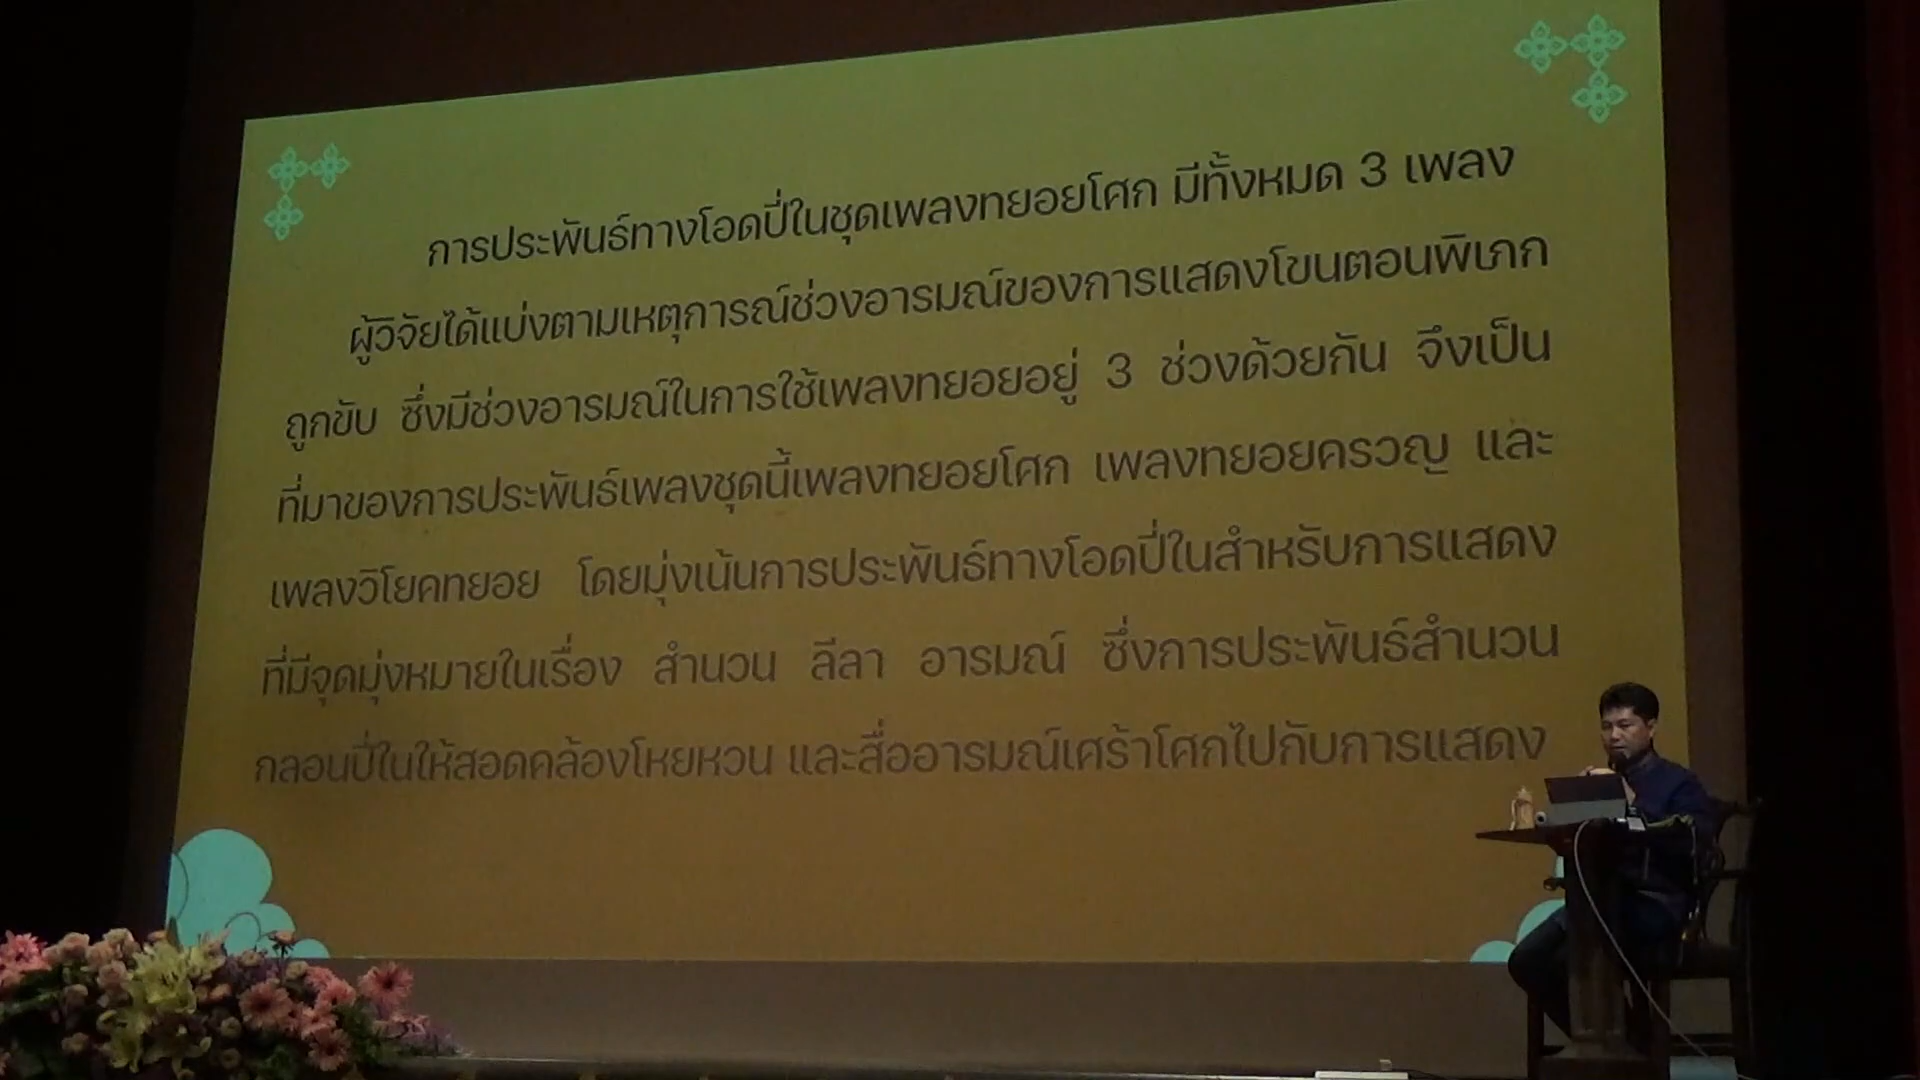 การประพันธ์ทางโอดปี่ในชุดเพลงทยอยโศก มีทั้งหมด 3 เพลง
ผู้วิจัยได้แบ่งตามเหตุการณ์ช่วงอารมณ์ของการแสดงโขนตอนพิเภก
ถูกขับ ซึ่งมีช่วงอารมณ์ในการใช้เพลงทยอยอยู่ 3 ช่วงด้วยกัน จึงเป็น
ที่มาของการประพันธ์เพลงชุดนี้เพลงทยอยโศก เพลงทยอยครวญ และ
เพลงวิโยคทยอย โดยมุ่งเน้นการประพันธ์ทางโอดปี่ในสำหรับการแสดง
ที่มีจุดมุ่งหมายในเรื่อง สำนวน ลีลา อารมณ์ ซึ่งการประพันธ์สำนวน
กลอนปี่ในให้สอดคล้องโหยหวน และสื่ออารมณ์เศร้าโศกไปกับการแสดง